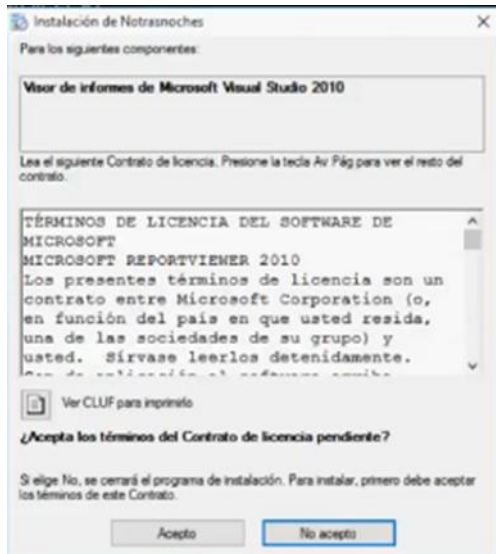 Instalación de Notrasnoches
Para los siguientes componentes:
Visor de informes de Microsoft Visual Studio 2010
Lea el siguiente Contrato de licencia. Presione la tecla Av Pág para ver el resto del
contrato.
TÉRMINOS DE LICENCIA DEL SOFTWARE DE
MICROSOFT
MICROSOFT REPORTVIEWER 2010
Los presentes términos de licencia son un
contrato entre Microsoft Corporation (o,
en función del país en que usted resida,
una de las sociedades de su grupo) y
usted. Sírvase leerlos detenidamente.
Ver CLUF para imprimirlo
¿Acepta los términos del Contrato de licencia pendiente?
Si elige No, se cerrará el programa de instalación. Para instalar, primero debe aceptar
los términos de este Contrato.
Acepto
No acepto